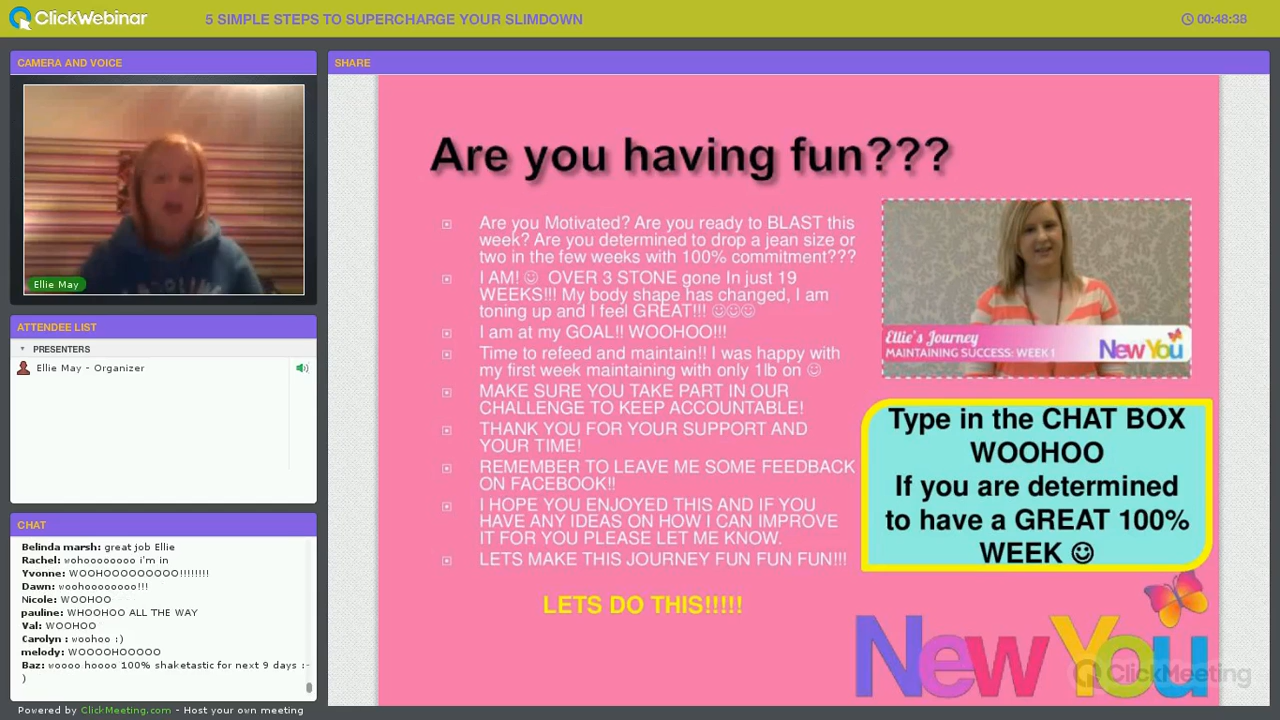 ClickWebinar
5 SIMPLE STEPS TO SUPERCHARGE YOUR SLIMDOWN
00:48:38
CAMERA AND VOICE
Ellie May
ATTENDEE LIST
PRESENTERS
Ellie May - Organizer
CHAT
Belinda marsh: great job Ellie
Rachel: wohoooooooo i'm in
Yvonne: WOOHOOOOOOOOO!!!!!!!!
Dawn: woohoooooooo!!!
Nicole: WOOHOO
pauline: WHOOHOO ALL THE WAY
Val: WOOHOO
Carolyn : woohoo :)
melody: WOOOOHOOOOO
Baz: woooo hoooo 100% shaketastic for next 9 days :-
)
Powered by ClickMeeting.com - Host your own meeting
SHARE
Are you having fun???
Are you Motivated? Are you ready to BLAST this
week? Are you determined to drop a jean size or
two in the few weeks with 100% commitment???
I AM! ☺ OVER 3 STONE gone In just 19
WEEKS!!! My body shape has changed, I am
toning up and I feel GREAT!!! ☺☺☺
I am at my GOAL!! WOOHOO!!!
Time to refeed and maintain!! I was happy with
my first week maintaining with only 1lb on ☺
MAKE SURE YOU TAKE PART IN OUR
CHALLENGE TO KEEP ACCOUNTABLE!
THANK YOU FOR YOUR SUPPORT AND
YOUR TIME!
REMEMBER TO LEAVE ME SOME FEEDBACK
ON FACEBOOK!!
I HOPE YOU ENJOYED THIS AND IF YOU
HAVE ANY IDEAS ON HOW I CAN IMPROVE
IT FOR YOU PLEASE LET ME KNOW.
LETS MAKE THIS JOURNEY FUN FUN FUN!!!
LETS DO THIS!!!!!
Ellie's Journey
MAINTAINING SUCCESS: WEEK 1
New You
Type in the CHAT BOX
WOOHOO
If you are determined
to have a GREAT 100%
WEEK ☺
New You
ClickMeeting